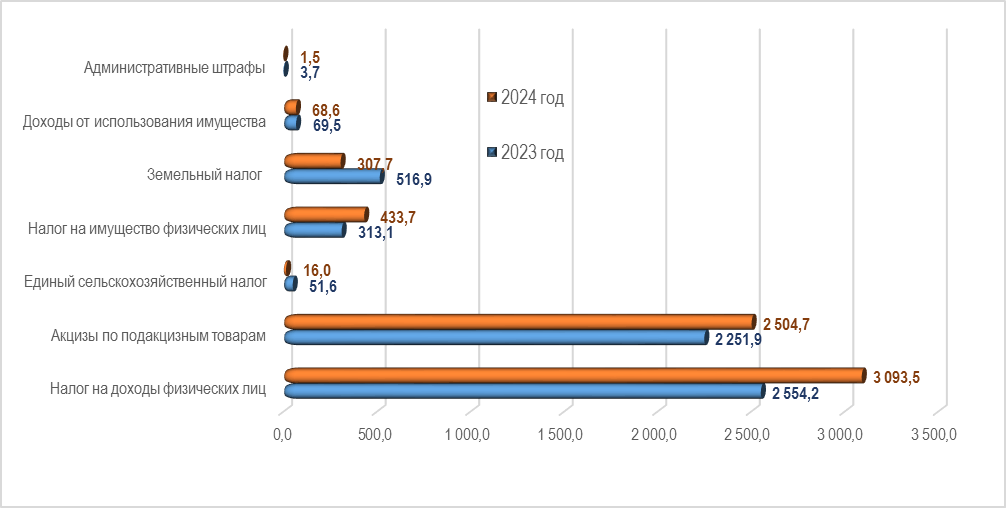 Административные штрафы
1,5
3,7
2024 год
Доходы от использования имущества
68,6
69,5
2023 год
Земельный налог
307,7
516,9
Налог на имущество физических лиц
433,7
313,1
Единый сельскохозяйственный налог
16,0
51,6
Акцизы по подакцизным товарам
2 504,7
2 251,9
Налог на доходы физических лиц
3 093,5
2 554,2
0,0 500,0 1 000,0 1 500,0 2 000,0 2 500,0 3 000,0 3 500,0